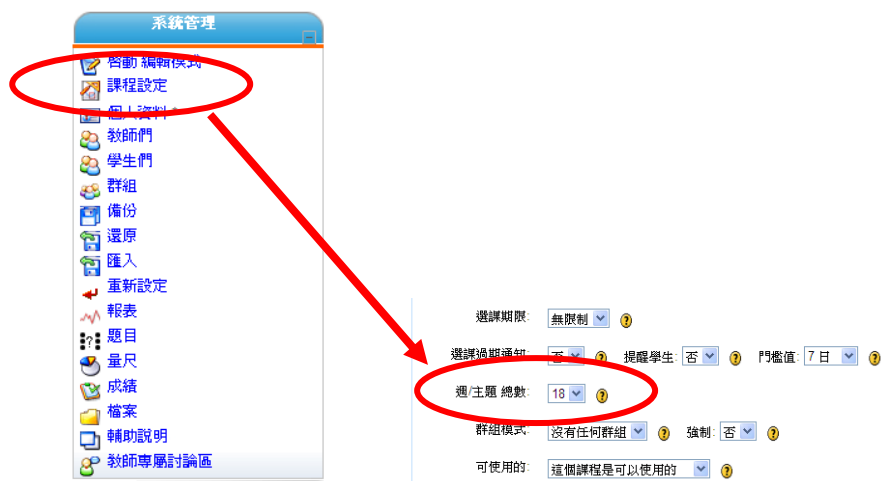 系統管理
啓動 編輯模式
課程設定
個人資料
教師們
學生們
群組
備份
還原
匯入
重新設定
報表
題目
量尺
成績
檔案
輔助說明
教師專屬討論區
選課期限: 無限制
選課過期通知: 否 提醒學生: 否 門檻值: 7 日
週/主題 總數: 18
群組模式: 沒有任何群組 強制: 否
可使用的: 這個課程是可以使用的